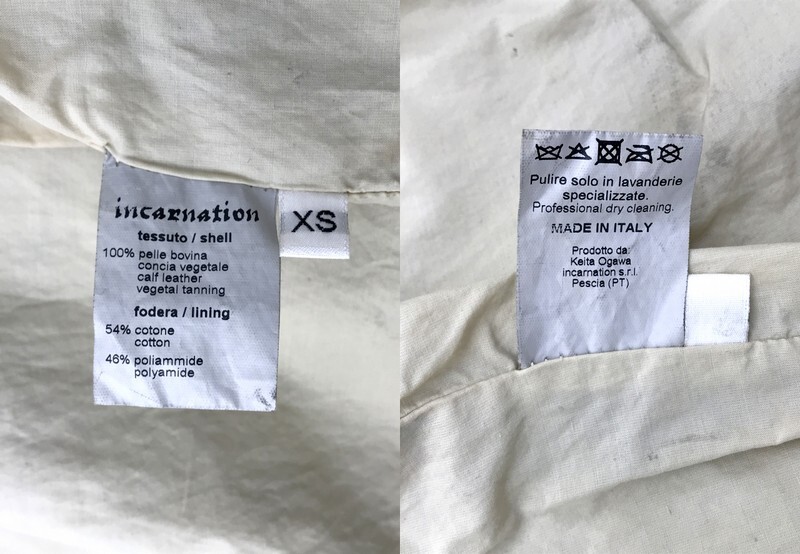 incarnation
XS
tessuto / shell
100% pelle bovina
concia vegetale
calf leather
vegetal tanning
fodera / lining
54% cotone
cotton
46% poliammide
polyamide
Pulire solo in lavanderie
specializzate.
Professional dry cleaning.
MADE IN ITALY
Prodotto da:
Keita Ogawa
incarnation s.r.l.
Pescia (PT)